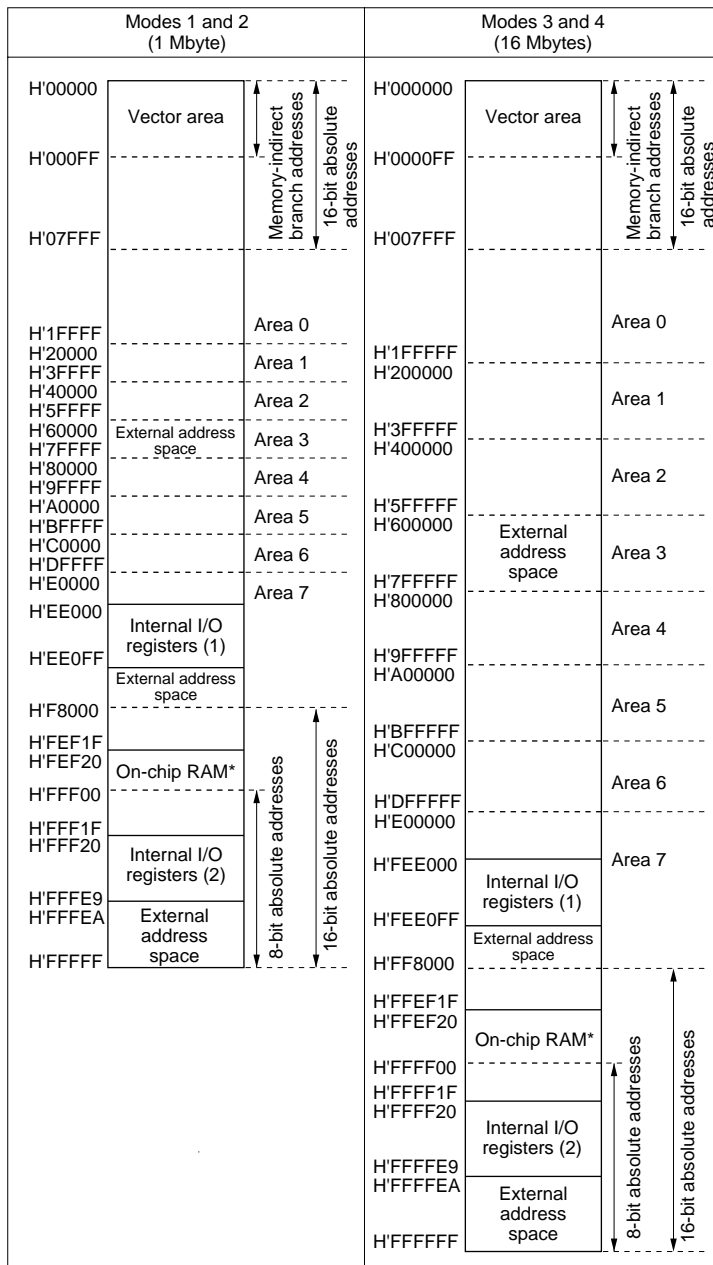 Modes 1 and 2
(1 Mbyte)
H'00000
Vector area
H'000FF
H'07FFF
Memory-indirect
branch addresses
16-bit absolute
addresses
H'1FFFF
Area 0
H'20000
H'3FFFF
Area 1
H'40000
H'5FFFF
Area 2
H'60000
External address
space
H'7FFFF
Area 3
H'80000
H'9FFFF
Area 4
H'A0000
H'BFFFF
Area 5
H'C0000
H'DFFFF
Area 6
H'E0000
Area 7
H'EE000
Internal I/O
registers (1)
H'EE0FF
External address
space
H'F8000
H'FEF1F
H'FEF20
On-chip RAM*
H'FFF00
H'FFF1F
H'FFF20
Internal I/O
registers (2)
H'FFFE9
H'FFFEA
External
address
space
H'FFFFF
8-bit absolute addresses
16-bit absolute addresses
Modes 3 and 4
(16 Mbytes)
H'000000
Vector area
H'0000FF
H'007FFF
Memory-indirect
branch addresses
16-bit absolute
addresses
Area 0
H'1FFFFF
H'200000
Area 1
H'3FFFFF
H'400000
Area 2
H'5FFFFF
H'600000
External
address
space
Area 3
H'7FFFFF
H'800000
Area 4
H'9FFFFF
H'A00000
Area 5
H'BFFFFF
H'C00000
Area 6
H'DFFFFF
H'E00000
Area 7
H'FEE000
Internal I/O
registers (1)
H'FEE0FF
External address
space
H'FF8000
H'FFEF1F
H'FFEF20
On-chip RAM*
H'FFFF00
H'FFFF1F
H'FFFF20
Internal I/O
registers (2)
H'FFFFE9
H'FFFFEA
External
address
space
H'FFFFFF
8-bit absolute addresses
16-bit absolute addresses